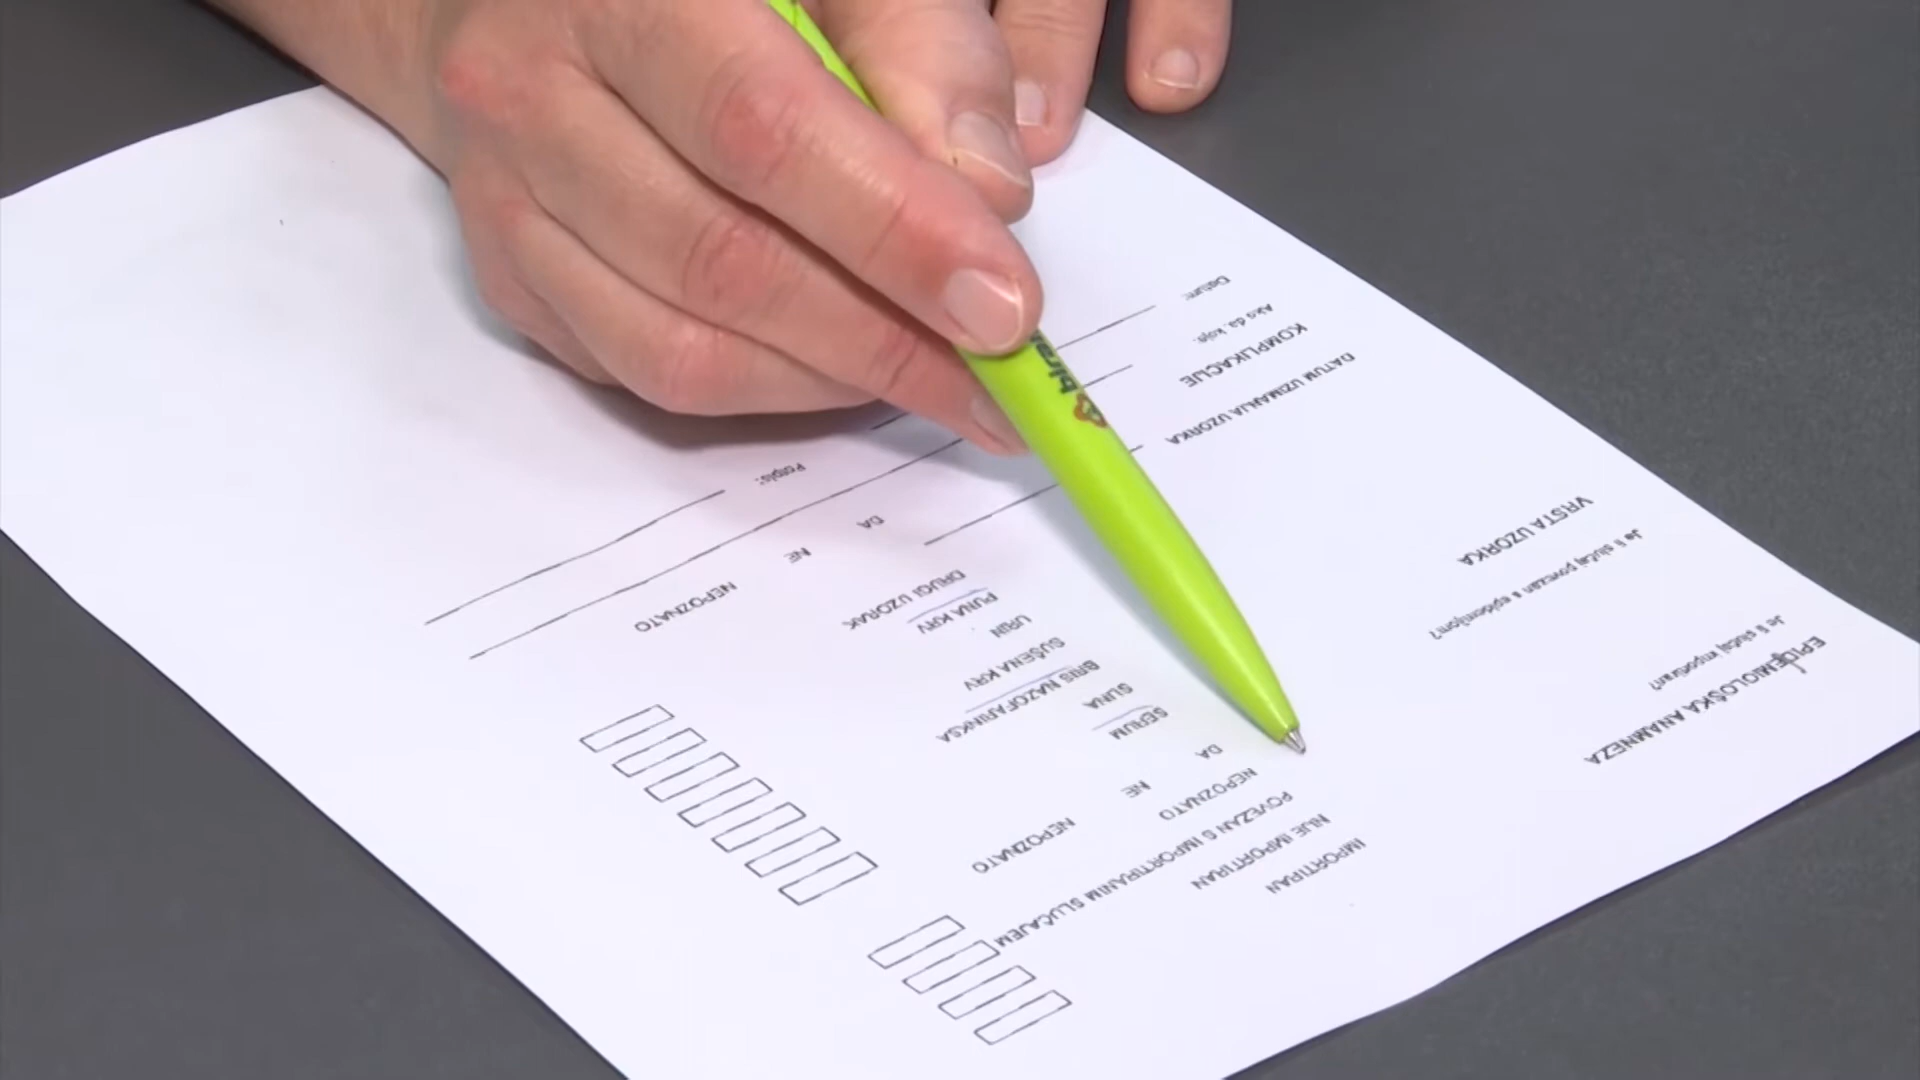 EPIDEMIOLOŠKA ANAMNEZA
Je li slučaj importiran?
IMPORTIRAN
NIJE IMPORTIRAN
POVEZAN S IMPORTIRANIM SLUČAJEM
NEPOZNATO
Je li slučaj povezan s epidemijom?
DA
NE
NEPOZNATO
VRSTA UZORKA
SERUM
SLINA
BRIS NAZOFARINKSA
SUŠENA KRV
URIN
PUNA KRV
DRUGI UZORAK
DATUM UZIMANJA UZORKA
KOMPLIKACIJE
DA
NE
NEPOZNATO
Ako da, koje:
Datum:
Potpis: